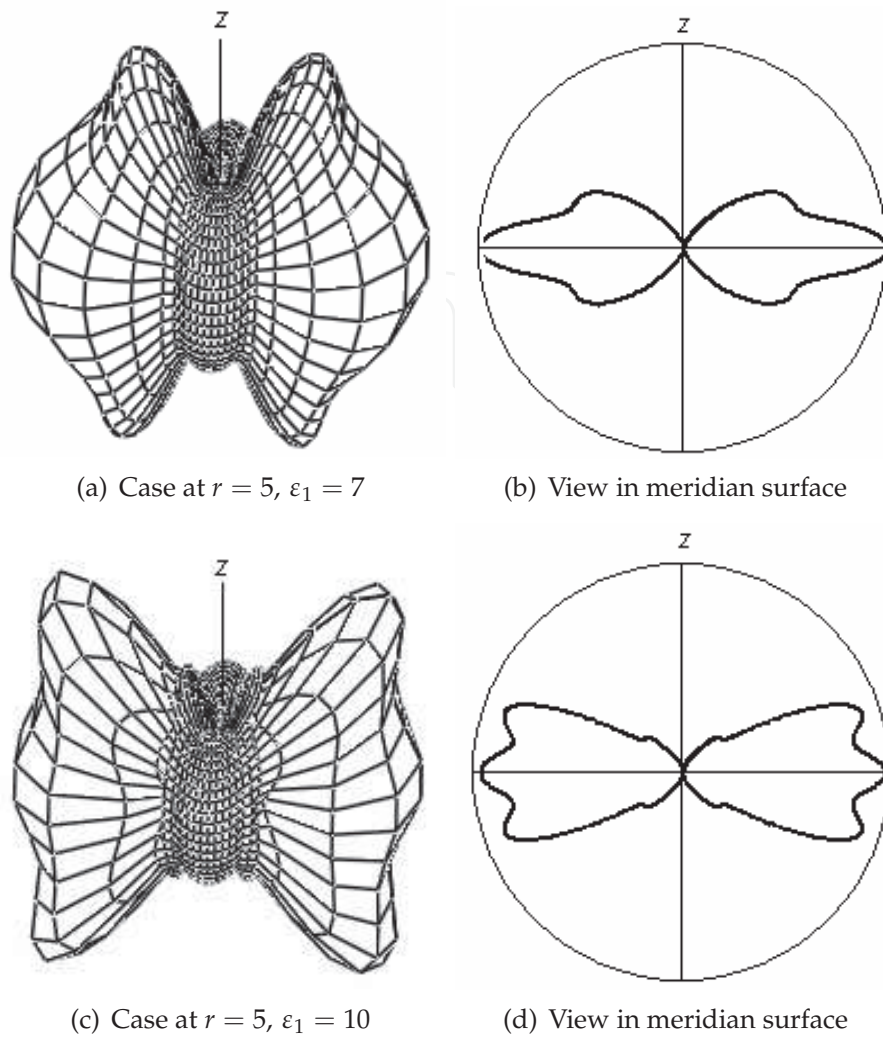 z
z
(a) Case at r = 5, ε₁ = 7
(b) View in meridian surface
z
z
(c) Case at r = 5, ε₁ = 10
(d) View in meridian surface